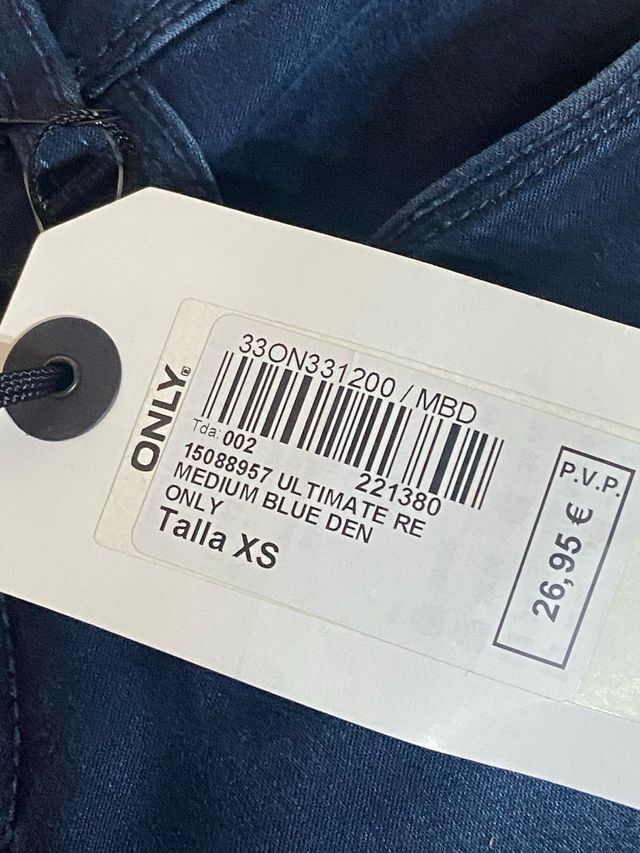 ONLY®
33ON331200 / MBD
Tda: 002
221380
15088957 ULTIMATE RE
MEDIUM BLUE DEN
ONLY
Talla XS
P.V.P.
26,95 €